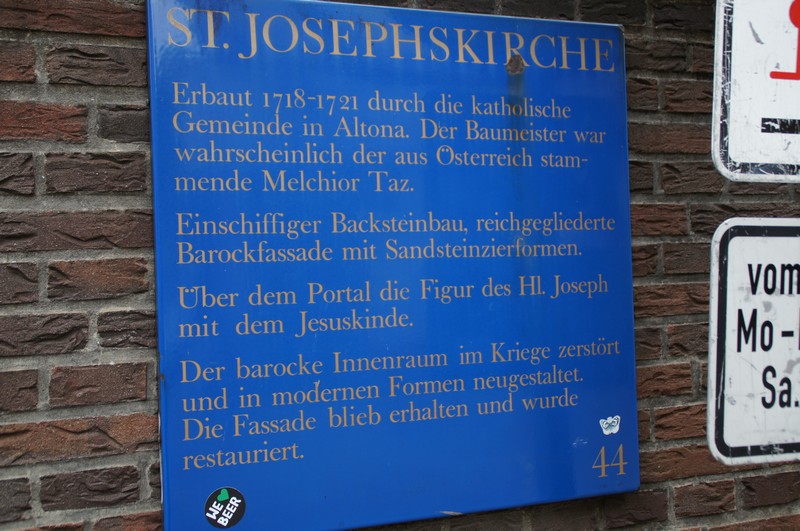 ST. JOSEPHSKIRCHE
Erbaut 1718-1721 durch die katholische
Gemeinde in Altona. Der Baumeister war
wahrscheinlich der aus Österreich stam-
mende Melchior Taz.
Einschiffiger Backsteinbau, reichgegliederte
Barockfassade mit Sandsteinzierformen.
Über dem Portal die Figur des Hl. Joseph
mit dem Jesuskinde.
Der barocke Innenraum im Kriege zerstört
und in modernen Formen neugestaltet.
Die Fassade blieb erhalten und wurde
restauriert.
44
WE
BEER
vom
Mo-
Sa.